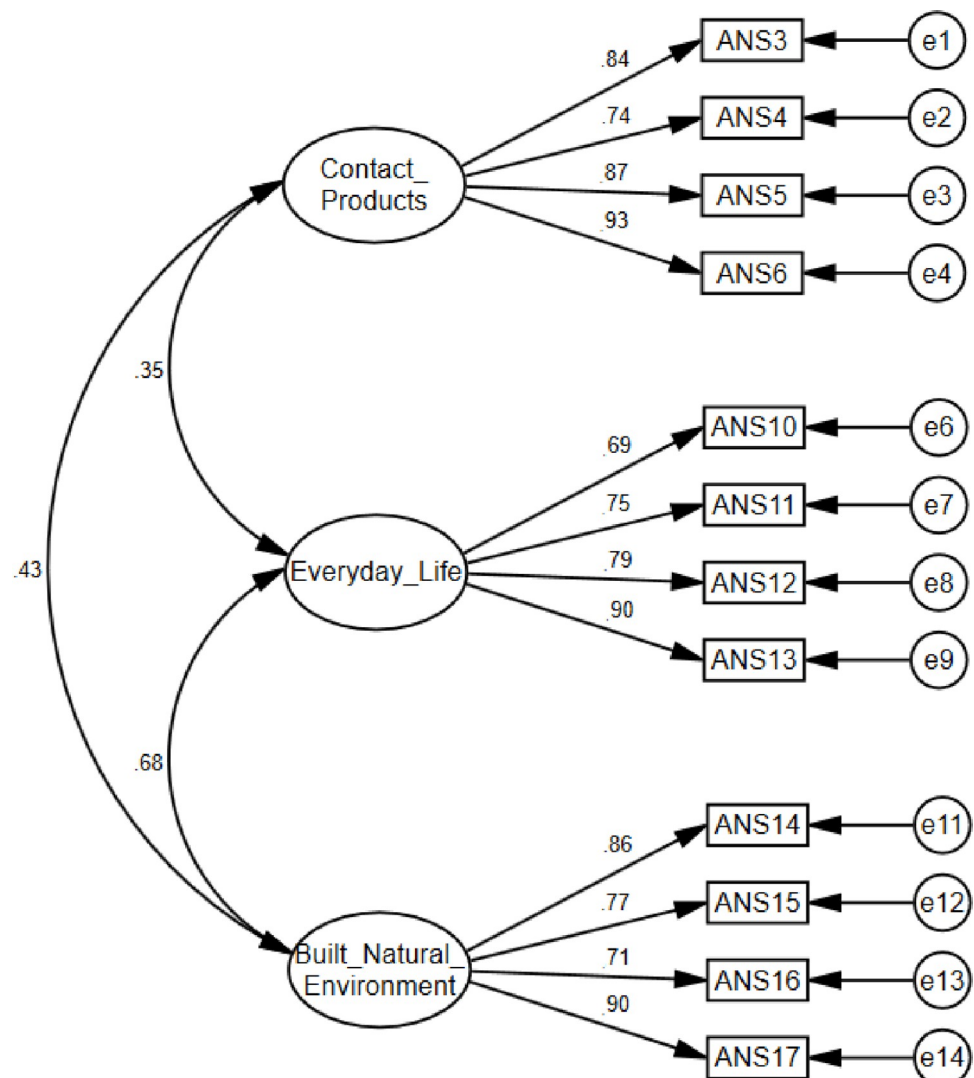 ANS3
e1
.84
ANS4
e2
.74
Contact_
Products
.87
ANS5
e3
.93
ANS6
e4
.35
ANS10
e6
.69
ANS11
e7
.75
Everyday_Life
.79
ANS12
e8
.90
ANS13
e9
.43
.68
ANS14
e11
.86
ANS15
e12
.77
Built_Natural_
Environment
.71
ANS16
e13
.90
ANS17
e14